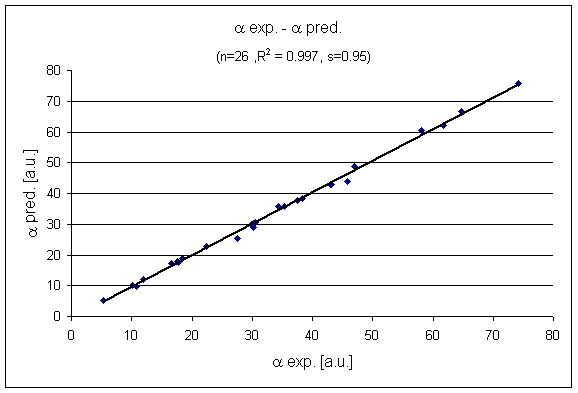 α exp. - α pred.
(n=26 ,R² = 0.997, s=0.95)
80
70
60
50
40
30
20
10
0
α pred. [a.u.]
0 10 20 30 40 50 60 70 80
α exp. [a.u.]